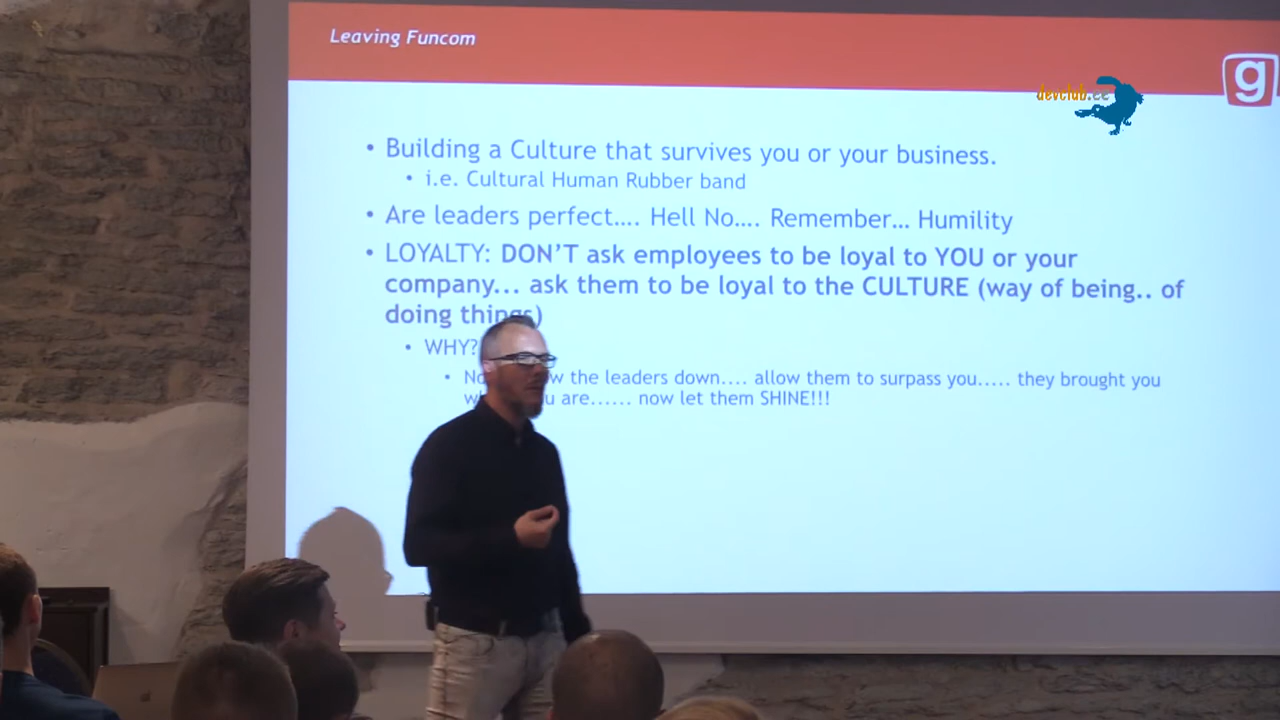 Leaving Funcom
g
devclub.ee
• Building a Culture that survives you or your business.
• i.e. Cultural Human Rubber band
• Are leaders perfect.... Hell No.... Remember... Humility
• LOYALTY: DON'T ask employees to be loyal to YOU or your
company... ask them to be loyal to the CULTURE (way of being.. of
doing things)
• WHY?
• the leaders down.... allow them to surpass you..... they brought you
are...... now let them SHINE!!!